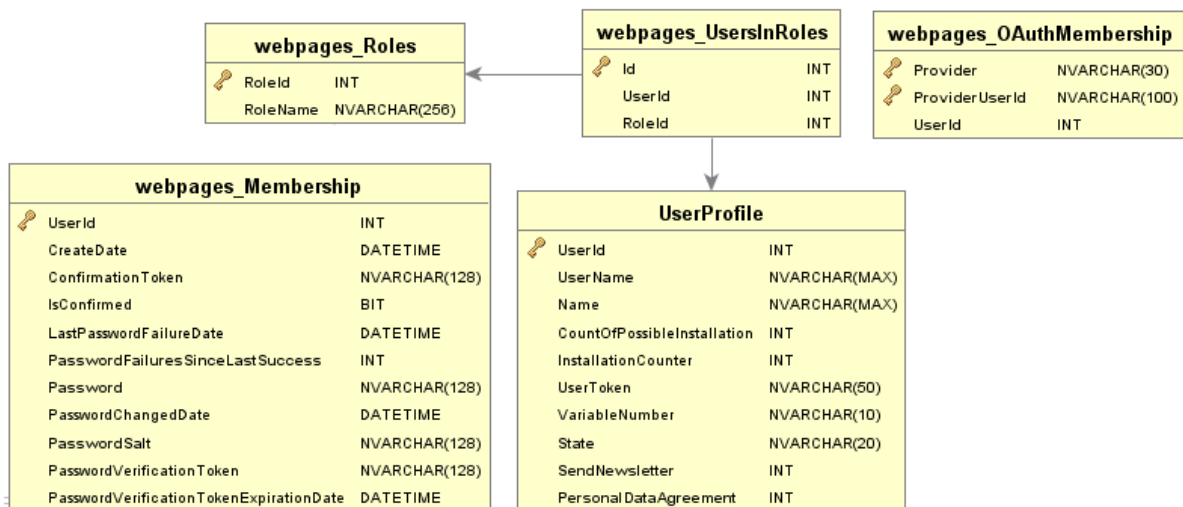 webpages_Roles
RoleId INT
RoleName NVARCHAR(256)
webpages_UsersInRoles
Id INT
UserId INT
RoleId INT
webpages_OAuthMembership
Provider NVARCHAR(30)
ProviderUserId NVARCHAR(100)
UserId INT
webpages_Membership
UserId INT
CreateDate DATETIME
ConfirmationToken NVARCHAR(128)
IsConfirmed BIT
LastPasswordFailureDate DATETIME
PasswordFailuresSinceLastSuccess INT
Password NVARCHAR(128)
PasswordChangedDate DATETIME
PasswordSalt NVARCHAR(128)
PasswordVerificationToken NVARCHAR(128)
PasswordVerificationTokenExpirationDate DATETIME
UserProfile
UserId INT
UserName NVARCHAR(MAX)
Name NVARCHAR(MAX)
CountOfPossibleInstallation INT
InstallationCounter INT
UserToken NVARCHAR(50)
VariableNumber NVARCHAR(10)
State NVARCHAR(20)
SendNewsletter INT
PersonalDataAgreement INT